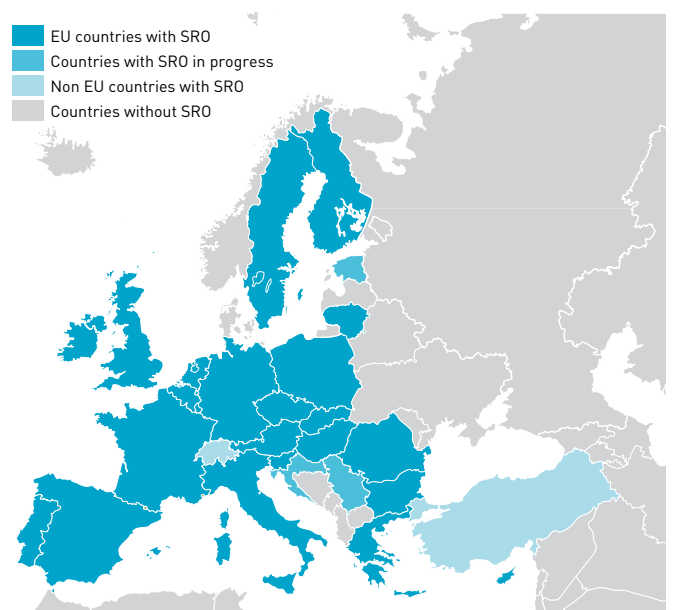 EU countries with SRO
Countries with SRO in progress
Non EU countries with SRO
Countries without SRO